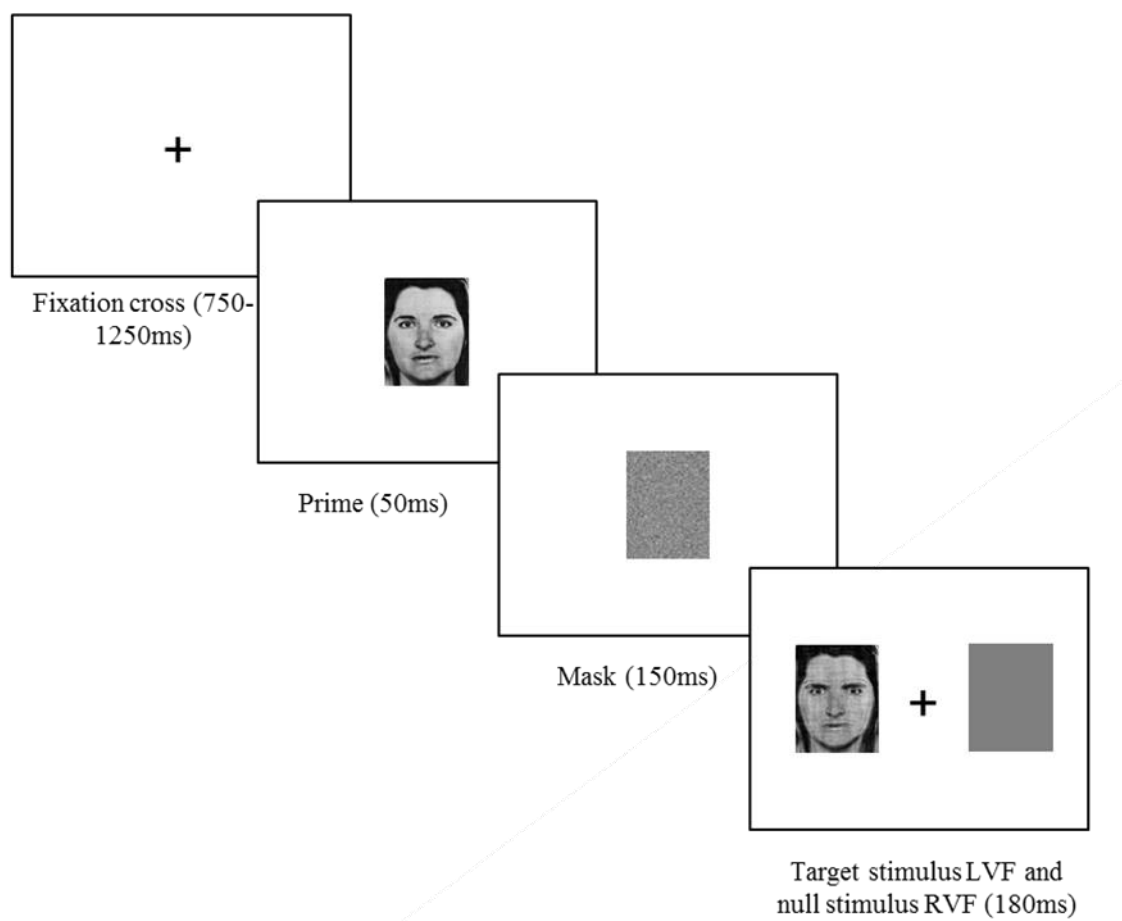 Fixation cross (750-
1250ms)
Prime (50ms)
Mask (150ms)
Target stimulus LVF and
null stimulus RVF (180ms)